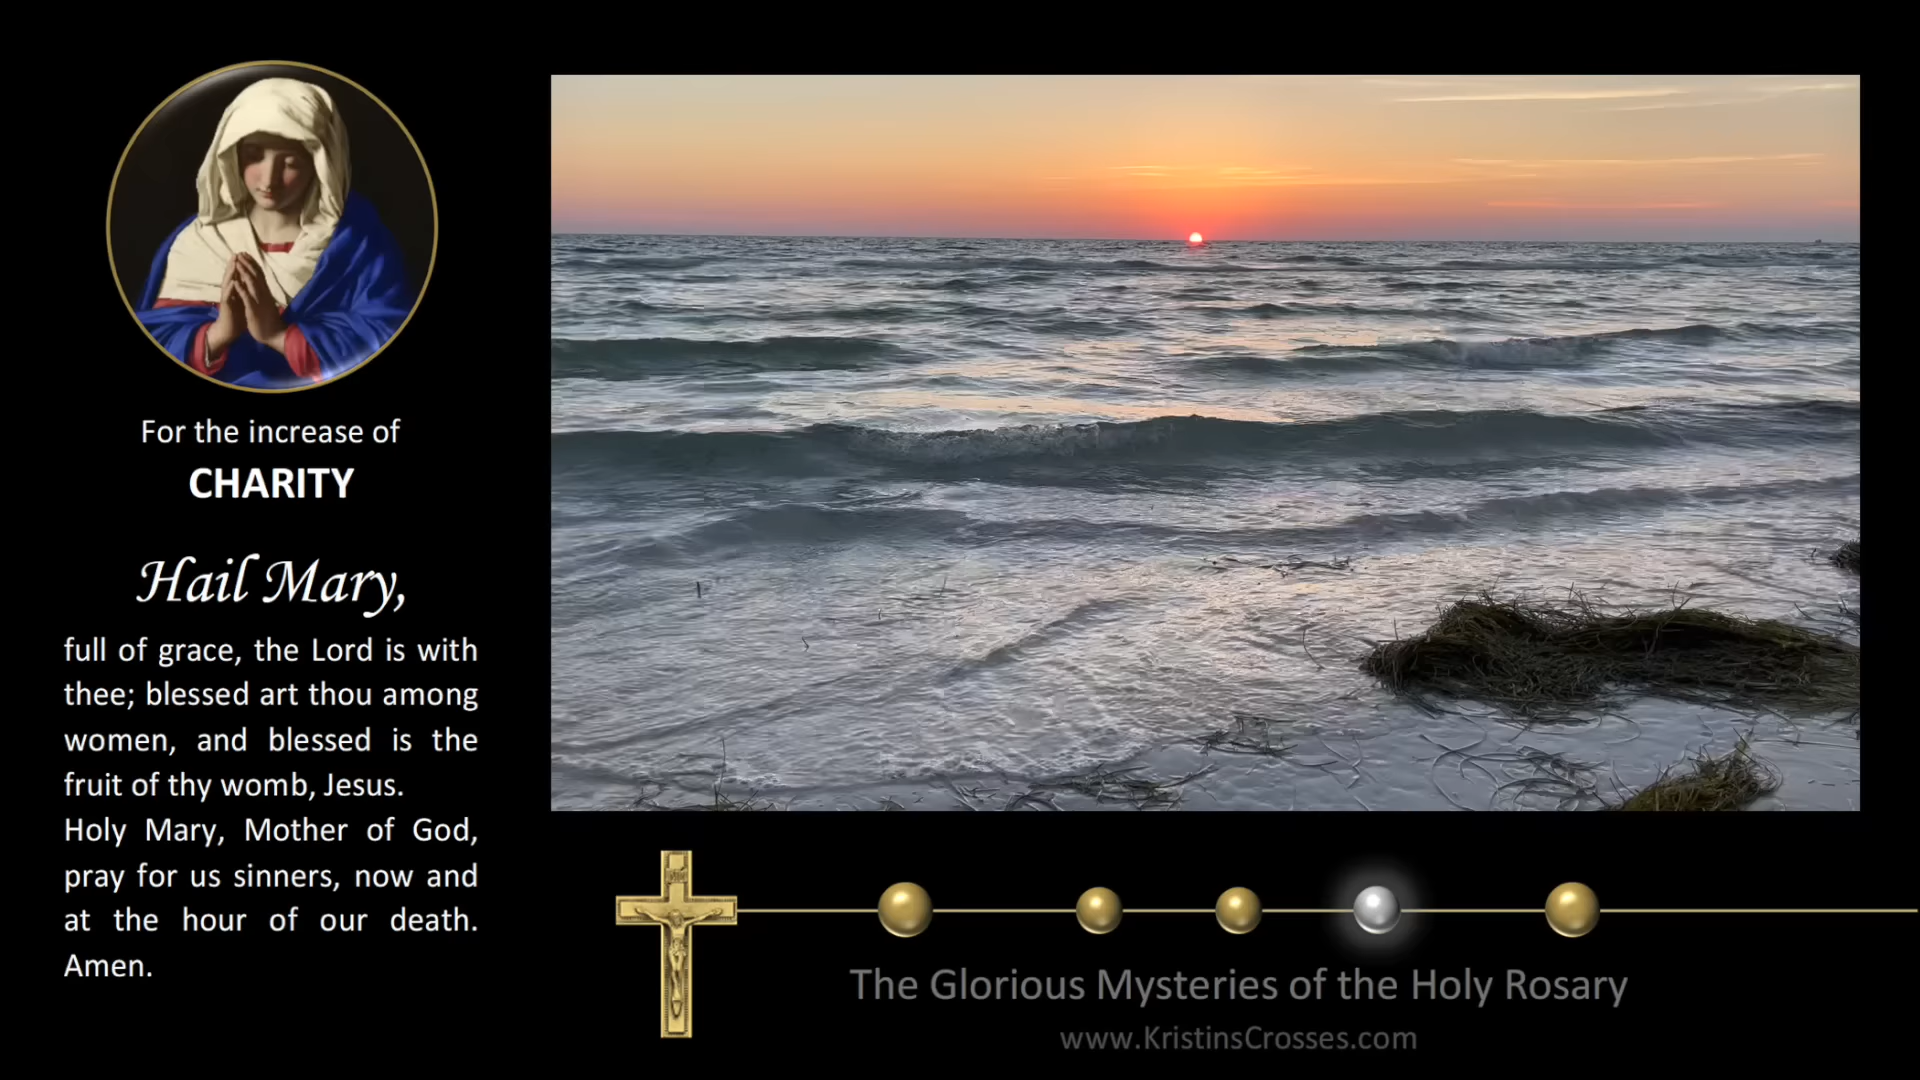 For the increase of
CHARITY
Hail Mary,
full of grace, the Lord is with
thee; blessed art thou among
women, and blessed is the
fruit of thy womb, Jesus.
Holy Mary, Mother of God,
pray for us sinners, now and
at the hour of our death.
Amen.
The Glorious Mysteries of the Holy Rosary
www.KristinsCrosses.com